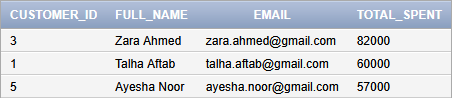 CUSTOMER_ID FULL_NAME EMAIL TOTAL_SPENT
3 Zara Ahmed zara.ahmed@gmail.com 82000
1 Talha Aftab talha.aftab@gmail.com 60000
5 Ayesha Noor ayesha.noor@gmail.com 57000